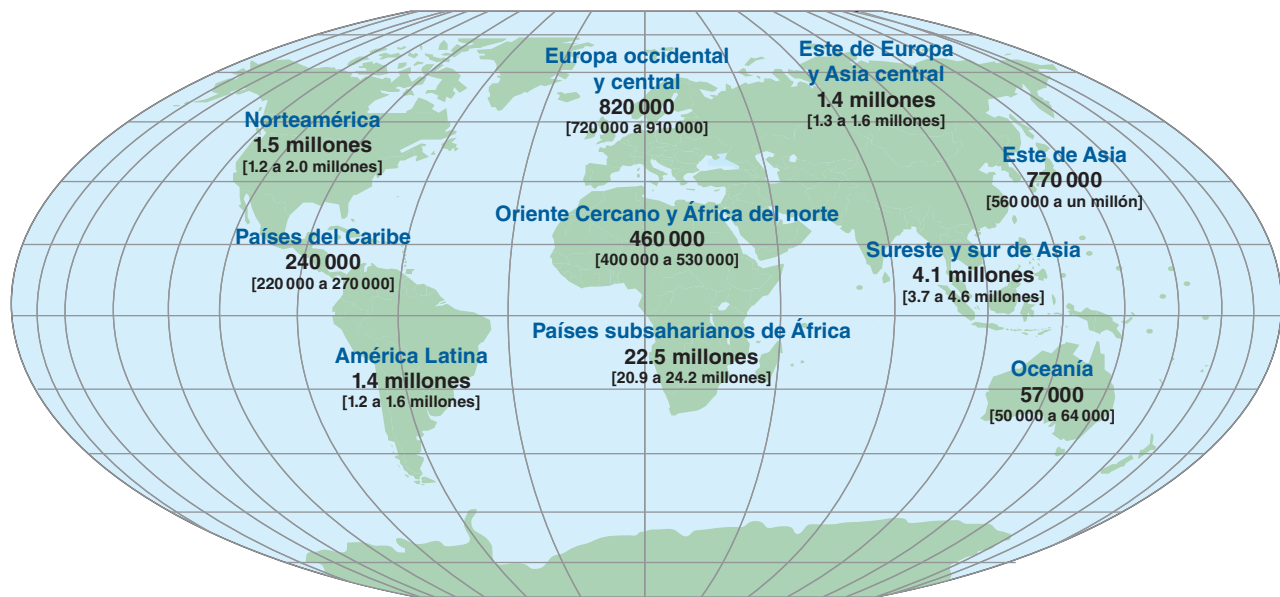 Europa occidental
y central
820 000
[720 000 a 910 000]
Este de Europa
y Asia central
1.4 millones
[1.3 a 1.6 millones]
Norteamérica
1.5 millones
[1.2 a 2.0 millones]
Este de Asia
770 000
[560 000 a un millón]
Oriente Cercano y África del norte
460 000
[400 000 a 530 000]
Países del Caribe
240 000
[220 000 a 270 000]
Sureste y sur de Asia
4.1 millones
[3.7 a 4.6 millones]
Países subsaharianos de África
22.5 millones
[20.9 a 24.2 millones]
América Latina
1.4 millones
[1.2 a 1.6 millones]
Oceanía
57 000
[50 000 a 64 000]